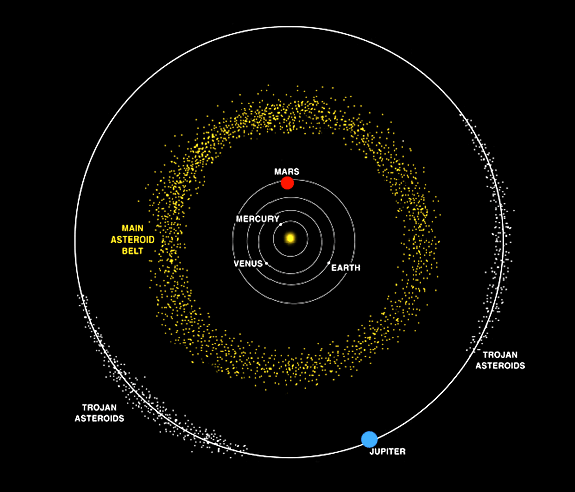 MARS
MERCURY
MAIN
ASTEROID
BELT
VENUS
EARTH
TROJAN
ASTEROIDS
TROJAN
ASTEROIDS
JUPITER